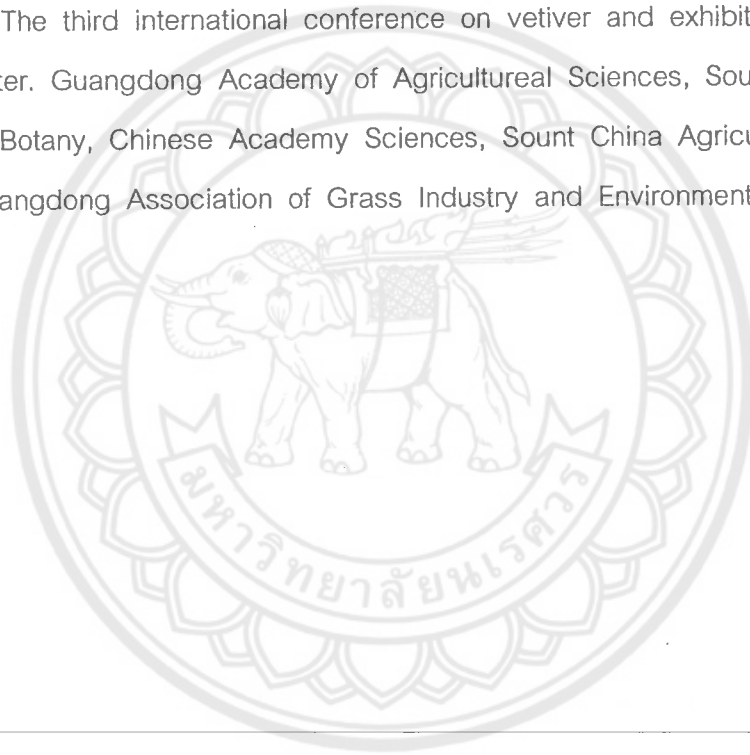 The third international conference on vetiver and exhibit
ter. Guangdong Academy of Agricultureal Sciences, Sou
Botany, Chinese Academy Sciences, Sount China Agricu
angdong Association of Grass Industry and Environment
มหาวิทยาลัยนเรศวร